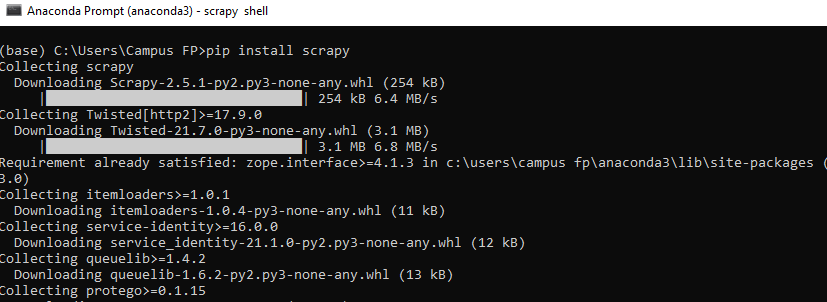 Anaconda Prompt (anaconda3) - scrapy shell
(base) C:\Users\Campus FP>pip install scrapy
Collecting scrapy
  Downloading Scrapy-2.5.1-py2.py3-none-any.whl (254 kB)
     |████████████████████████████████| 254 kB 6.4 MB/s
Collecting Twisted[http2]>=17.9.0
  Downloading Twisted-21.7.0-py3-none-any.whl (3.1 MB)
     |████████████████████████████████| 3.1 MB 6.8 MB/s
Requirement already satisfied: zope.interface>=4.1.3 in c:\users\campus fp\anaconda3\lib\site-packages (
3.0)
Collecting itemloaders>=1.0.1
  Downloading itemloaders-1.0.4-py3-none-any.whl (11 kB)
Collecting service-identity>=16.0.0
  Downloading service_identity-21.1.0-py2.py3-none-any.whl (12 kB)
Collecting queuelib>=1.4.2
  Downloading queuelib-1.6.2-py2.py3-none-any.whl (13 kB)
Collecting protego>=0.1.15